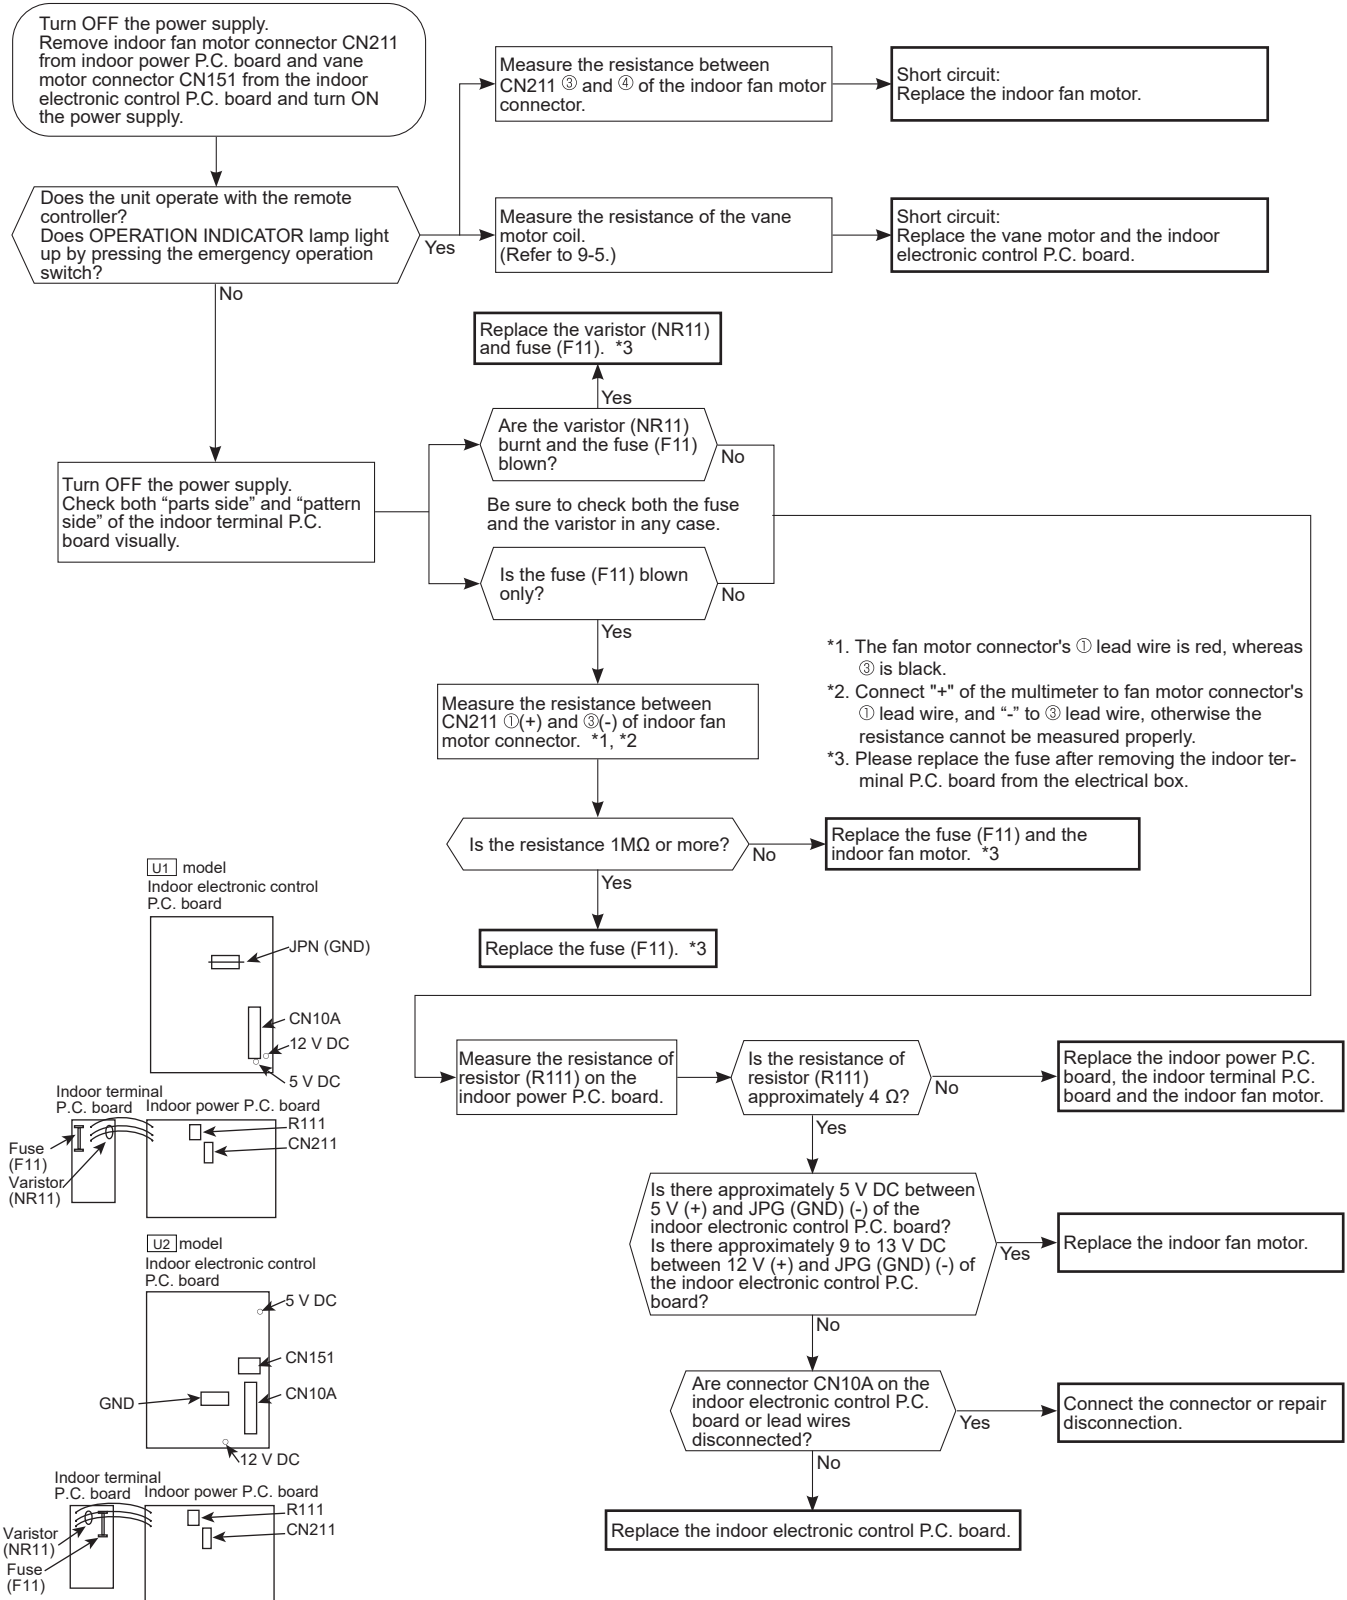 Turn OFF the power supply.
Remove indoor fan motor connector CN211
from indoor power P.C. board and vane
motor connector CN151 from the indoor
electronic control P.C. board and turn ON
the power supply.
Measure the resistance between
CN211 ③ and ④ of the indoor fan motor
connector.
Short circuit:
Replace the indoor fan motor.
Does the unit operate with the remote
controller?
Does OPERATION INDICATOR lamp light
up by pressing the emergency operation
switch?
Yes
Measure the resistance of the vane
motor coil.
(Refer to 9-5.)
Short circuit:
Replace the vane motor and the indoor
electronic control P.C. board.
No
Replace the varistor (NR11)
and fuse (F11). *3
Yes
Are the varistor (NR11)
burnt and the fuse (F11)
blown?
No
Turn OFF the power supply.
Check both “parts side” and “pattern
side” of the indoor terminal P.C.
board visually.
Be sure to check both the fuse
and the varistor in any case.
Is the fuse (F11) blown
only?
No
Yes
*1. The fan motor connector's ① lead wire is red, whereas
③ is black.
*2. Connect "+" of the multimeter to fan motor connector's
① lead wire, and “-” to ③ lead wire, otherwise the
resistance cannot be measured properly.
*3. Please replace the fuse after removing the indoor ter-
minal P.C. board from the electrical box.
Measure the resistance between
CN211 ①(+) and ③(-) of indoor fan
motor connector. *1, *2
Is the resistance 1MΩ or more?
No
Replace the fuse (F11) and the
indoor fan motor. *3
Yes
Replace the fuse (F11). *3
U1 model
Indoor electronic control
P.C. board
JPN (GND)
CN10A
12 V DC
5 V DC
Indoor terminal
P.C. board
Indoor power P.C. board
R111
CN211
Fuse
(F11)
Varistor
(NR11)
Measure the resistance of
resistor (R111) on the
indoor power P.C. board.
Is the resistance of
resistor (R111)
approximately 4 Ω?
No
Replace the indoor power P.C.
board, the indoor terminal P.C.
board and the indoor fan motor.
Yes
Is there approximately 5 V DC between
5 V (+) and JPG (GND) (-) of the
indoor electronic control P.C. board?
Is there approximately 9 to 13 V DC
between 12 V (+) and JPG (GND) (-) of
the indoor electronic control P.C.
board?
Yes
Replace the indoor fan motor.
No
Are connector CN10A on the
indoor electronic control P.C.
board or lead wires
disconnected?
Yes
Connect the connector or repair
disconnection.
No
Replace the indoor electronic control P.C. board.
U2 model
Indoor electronic control
P.C. board
5 V DC
CN151
CN10A
GND
12 V DC
Indoor terminal
P.C. board
Indoor power P.C. board
R111
CN211
Varistor
(NR11)
Fuse
(F11)